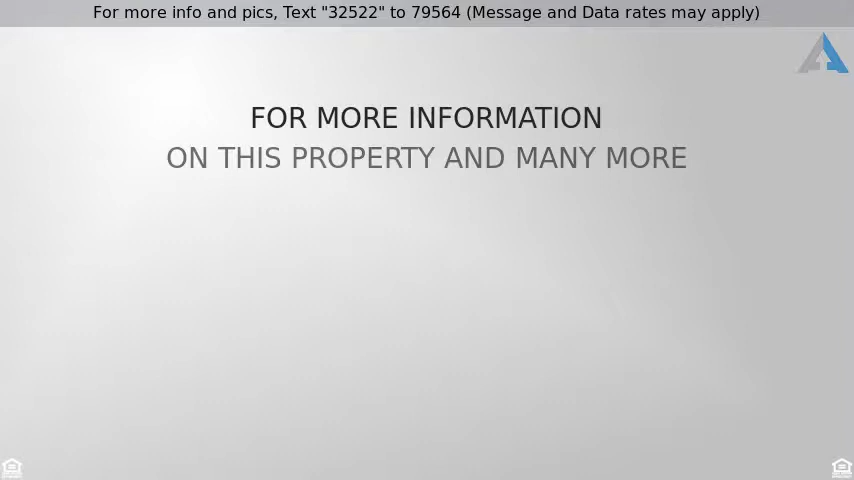 For more info and pics, Text "32522" to 79564 (Message and Data rates may apply)
FOR MORE INFORMATION
ON THIS PROPERTY AND MANY MORE